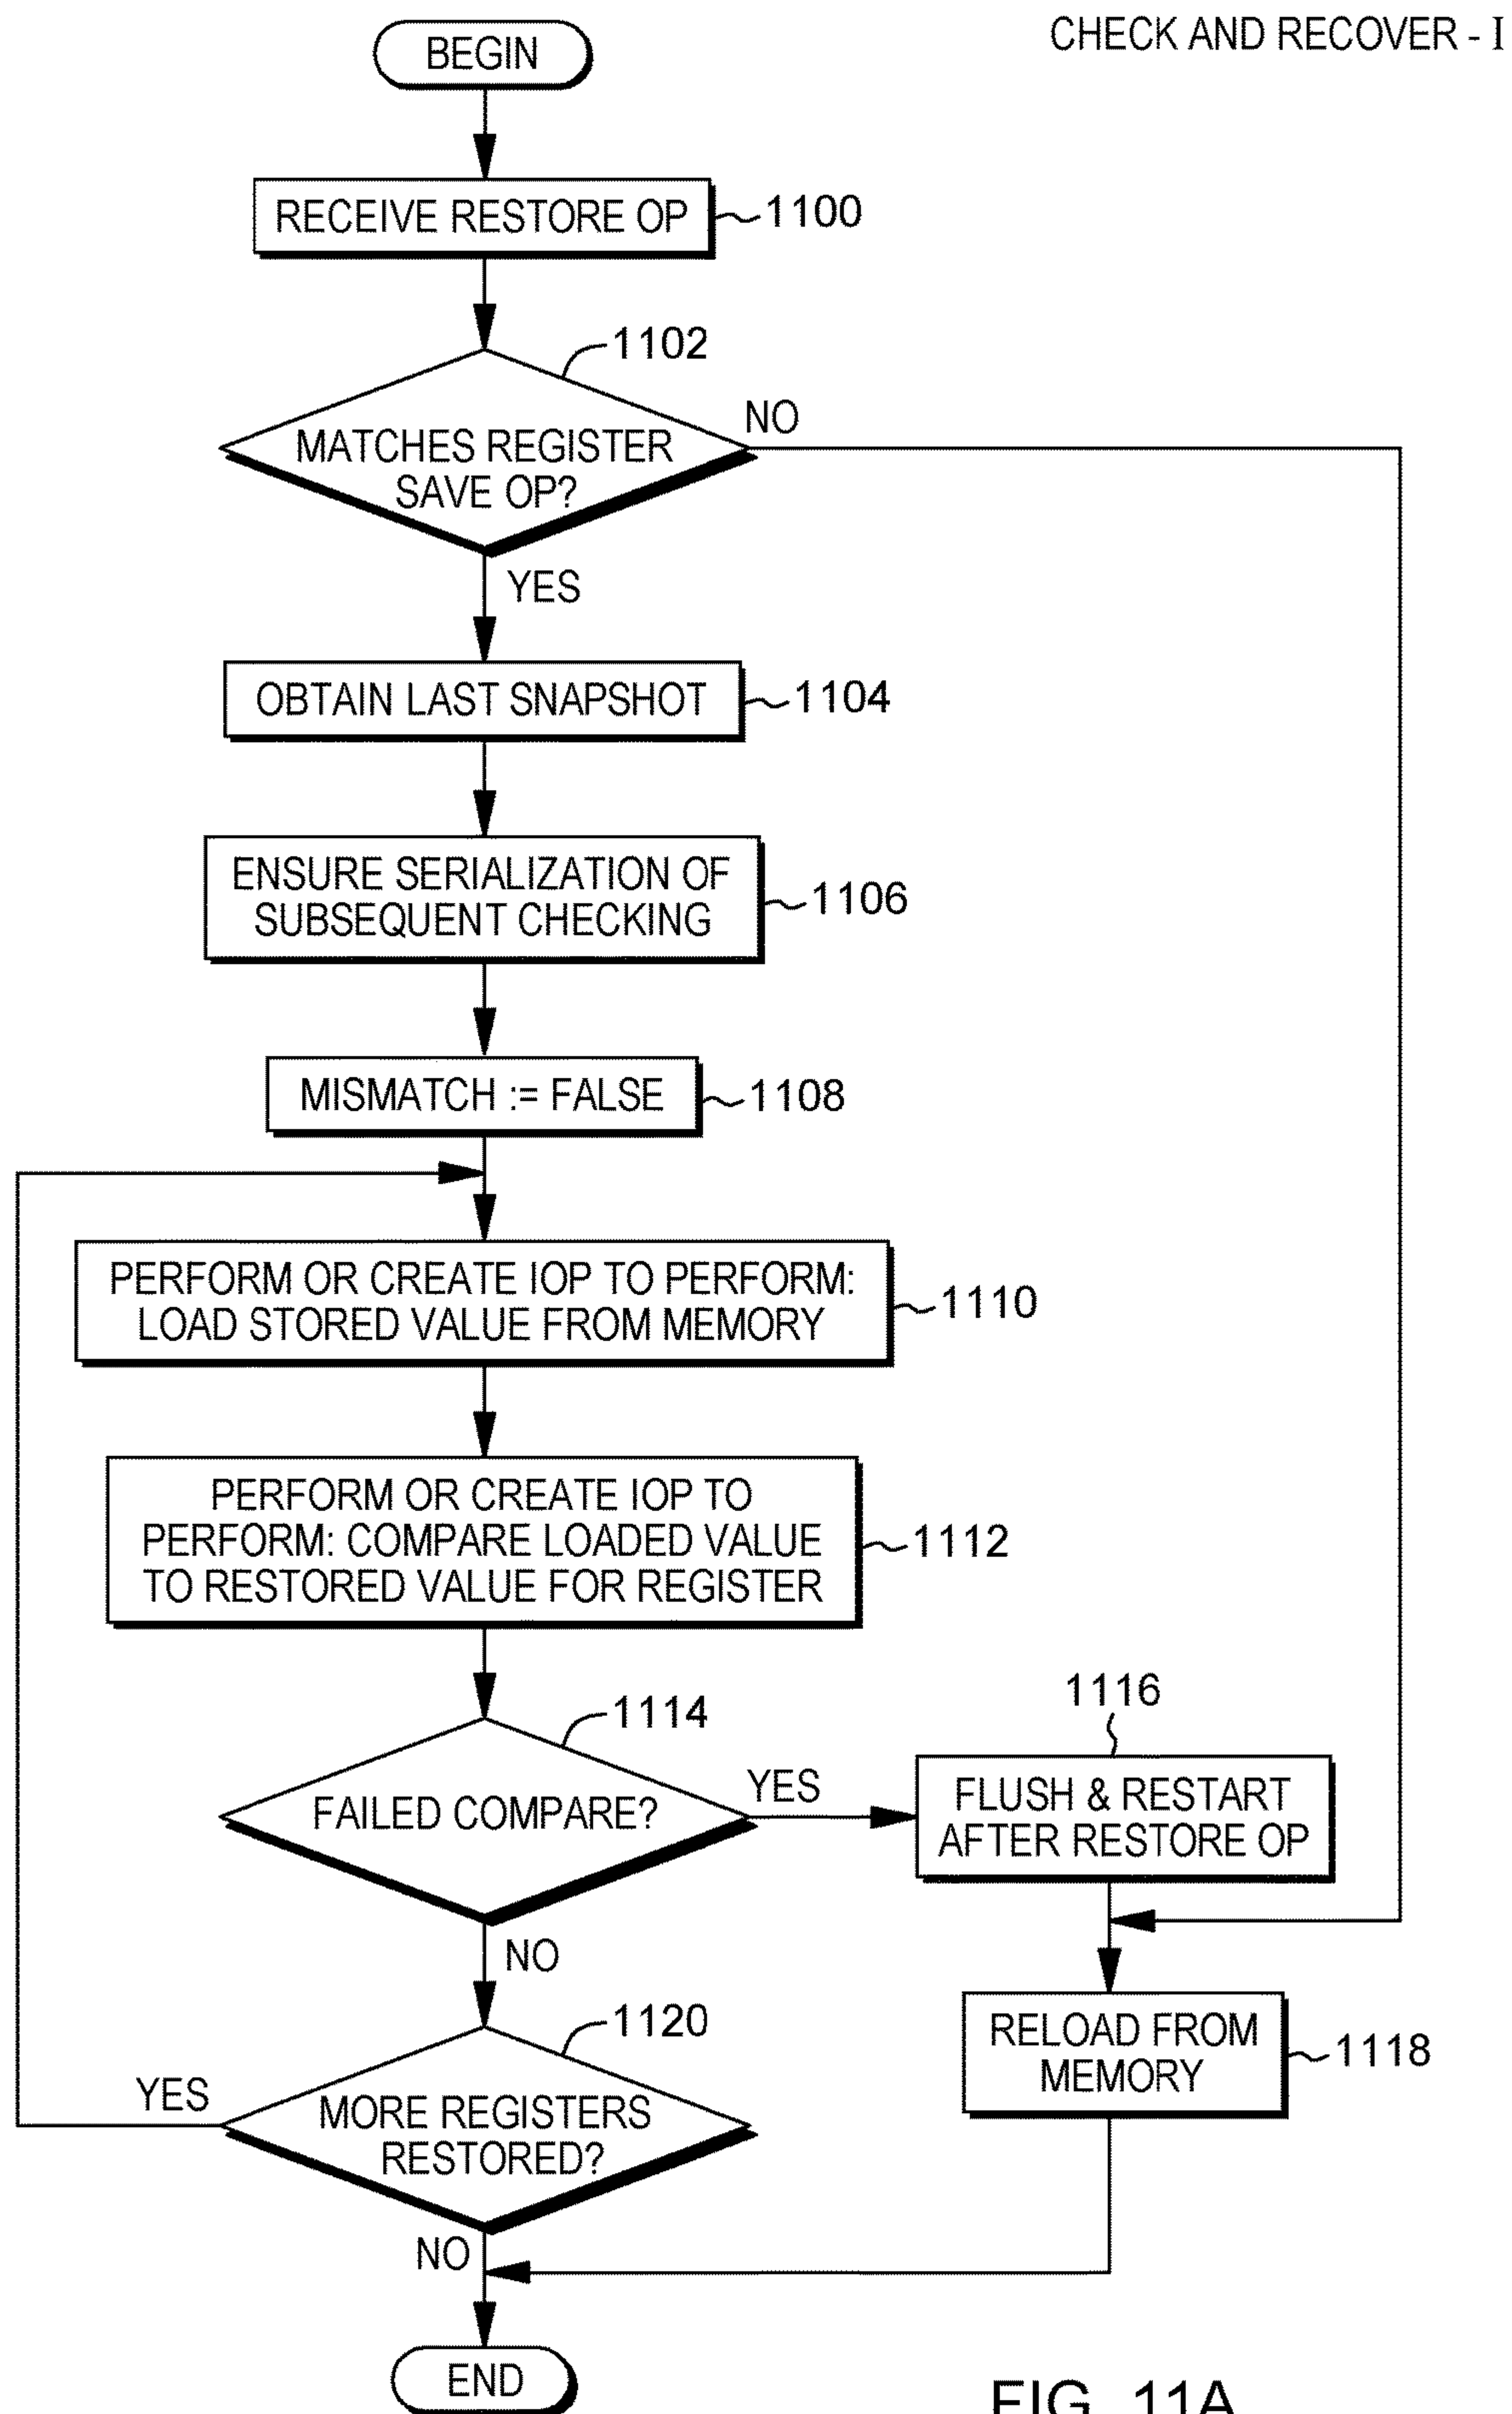 CHECK AND RECOVER - I
BEGIN
RECEIVE RESTORE OP
1100
1102
MATCHES REGISTER
SAVE OP?
NO
YES
OBTAIN LAST SNAPSHOT
1104
ENSURE SERIALIZATION OF
SUBSEQUENT CHECKING
1106
MISMATCH := FALSE
1108
PERFORM OR CREATE IOP TO PERFORM:
LOAD STORED VALUE FROM MEMORY
1110
PERFORM OR CREATE IOP TO
PERFORM: COMPARE LOADED VALUE
TO RESTORED VALUE FOR REGISTER
1112
1114
FAILED COMPARE?
YES
1116
FLUSH & RESTART
AFTER RESTORE OP
NO
1120
MORE REGISTERS
RESTORED?
YES
RELOAD FROM
MEMORY
1118
NO
END
FIG. 11A